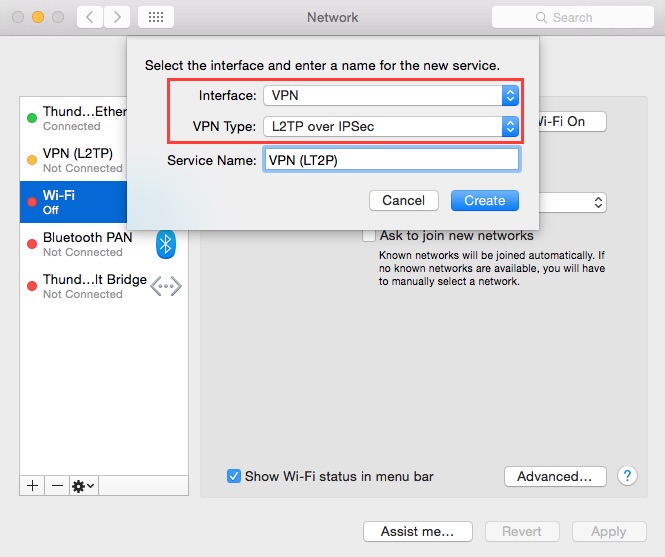 Network
Search
Select the interface and enter a name for the new service.
Interface: VPN
VPN Type: L2TP over IPSec
Service Name: VPN (LT2P)
Cancel Create
Thund…Ether
Connected
VPN (L2TP)
Not Connected
Wi-Fi
Off
Bluetooth PAN
Not Connected
Thund…lt Bridge
Not Connected
Wi-Fi On
Ask to join new networks
Known networks will be joined automatically. If
no known networks are available, you will have
to manually select a network.
Show Wi-Fi status in menu bar
Advanced… ?
Assist me… Revert Apply